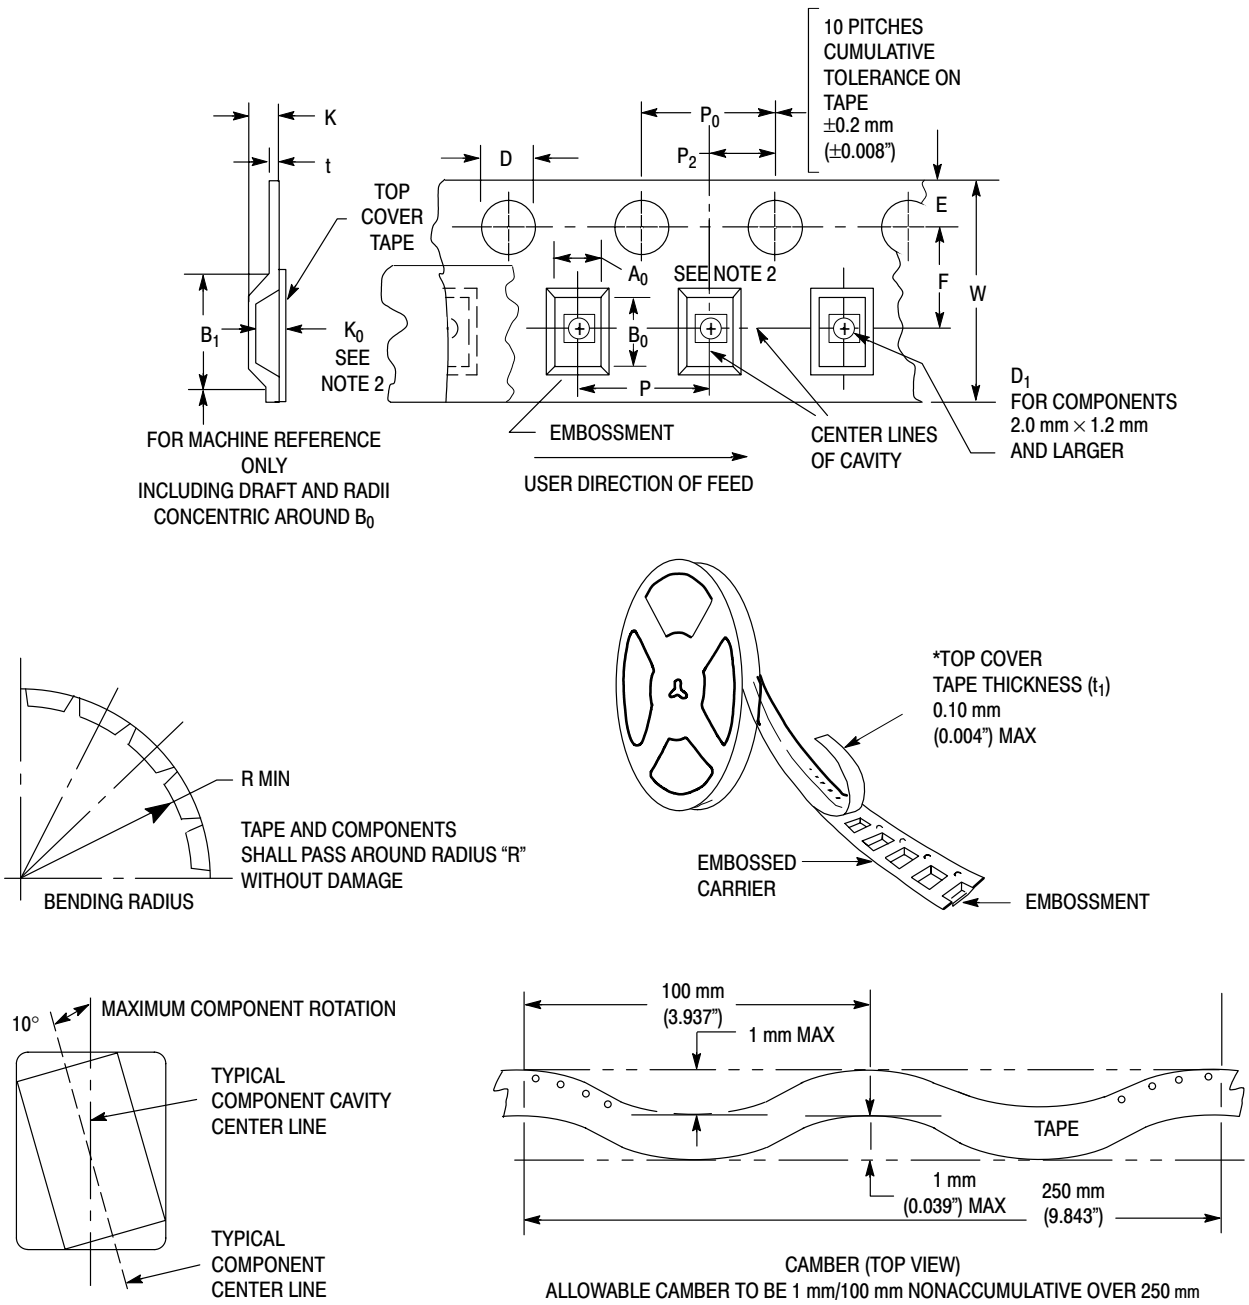 10 PITCHES
CUMULATIVE
TOLERANCE ON
TAPE
±0.2 mm
(±0.008")
K
t
TOP
COVER
TAPE
D
P0
P2
E
A0
SEE NOTE 2
F
W
B1
K0
SEE
NOTE 2
B0
P
D1
FOR COMPONENTS
2.0 mm × 1.2 mm
AND LARGER
FOR MACHINE REFERENCE
ONLY
INCLUDING DRAFT AND RADII
CONCENTRIC AROUND B0
EMBOSSMENT
CENTER LINES
OF CAVITY
USER DIRECTION OF FEED
*TOP COVER
TAPE THICKNESS (t1)
0.10 mm
(0.004") MAX
R MIN
TAPE AND COMPONENTS
SHALL PASS AROUND RADIUS “R”
WITHOUT DAMAGE
BENDING RADIUS
EMBOSSED
CARRIER
EMBOSSMENT
10°
MAXIMUM COMPONENT ROTATION
TYPICAL
COMPONENT CAVITY
CENTER LINE
TYPICAL
COMPONENT
CENTER LINE
100 mm
(3.937")
1 mm MAX
TAPE
1 mm
(0.039") MAX
250 mm
(9.843")
CAMBER (TOP VIEW)
ALLOWABLE CAMBER TO BE 1 mm/100 mm NONACCUMULATIVE OVER 250 mm